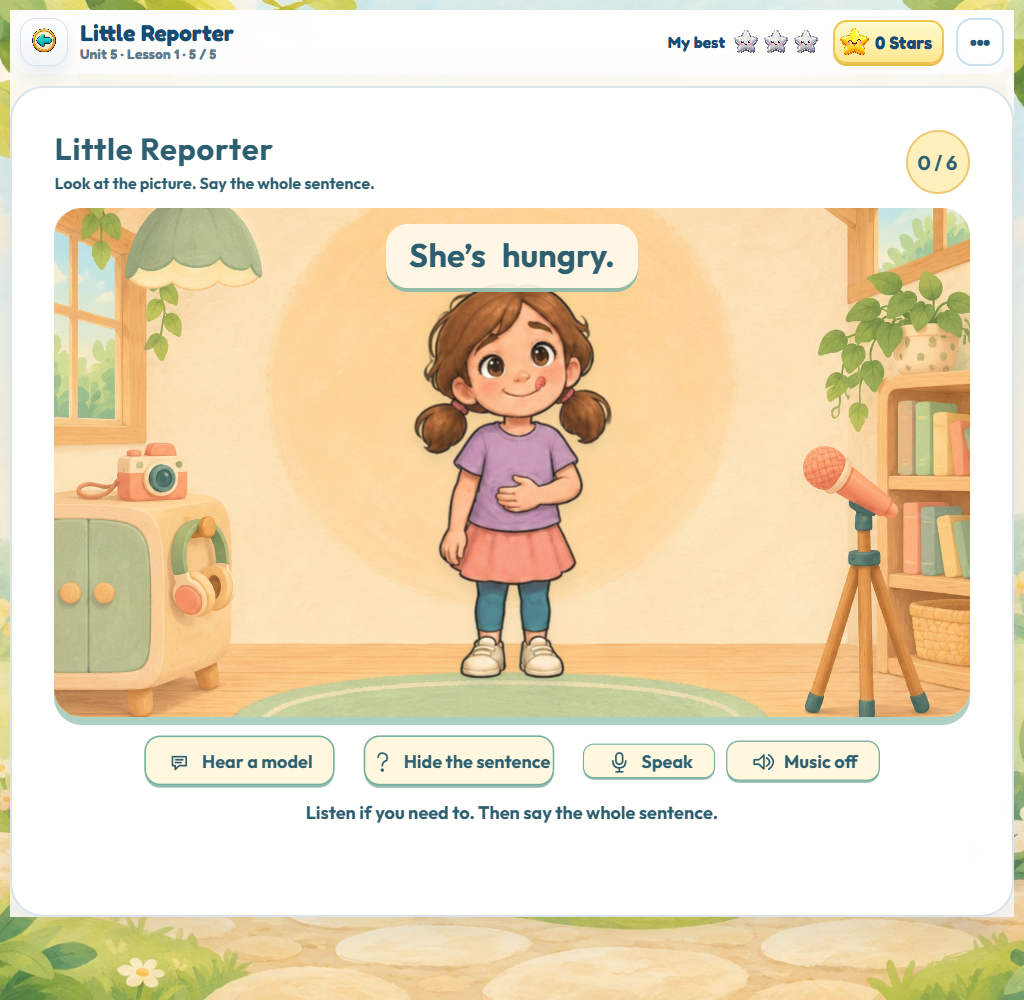 Little Reporter
Unit 5 · Lesson 1 · 5 / 5
My best
0 Stars
Little Reporter
Look at the picture. Say the whole sentence.
0 / 6
She’s hungry.
Hear a model
? Hide the sentence
Speak
Music off
Listen if you need to. Then say the whole sentence.